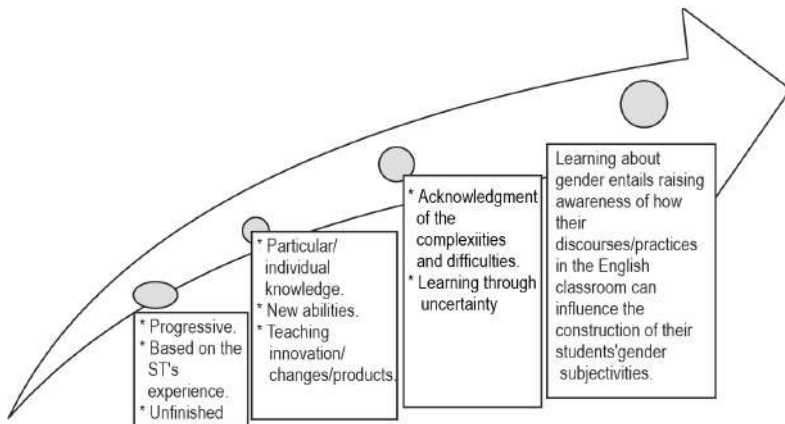 * Progressive.
* Based on the
ST's
experience.
* Unfinished
* Particular/
individual
knowledge.
* New abilities.
* Teaching
innovation/
changes/products.
* Acknowledgment
of the
complexiities
and difficulties.
* Learning through
uncertainty
Learning about
gender entails raising
awareness of how
their
discourses/practices
in the English
classroom can
influence the
construction of their
students'gender
subjectivities.